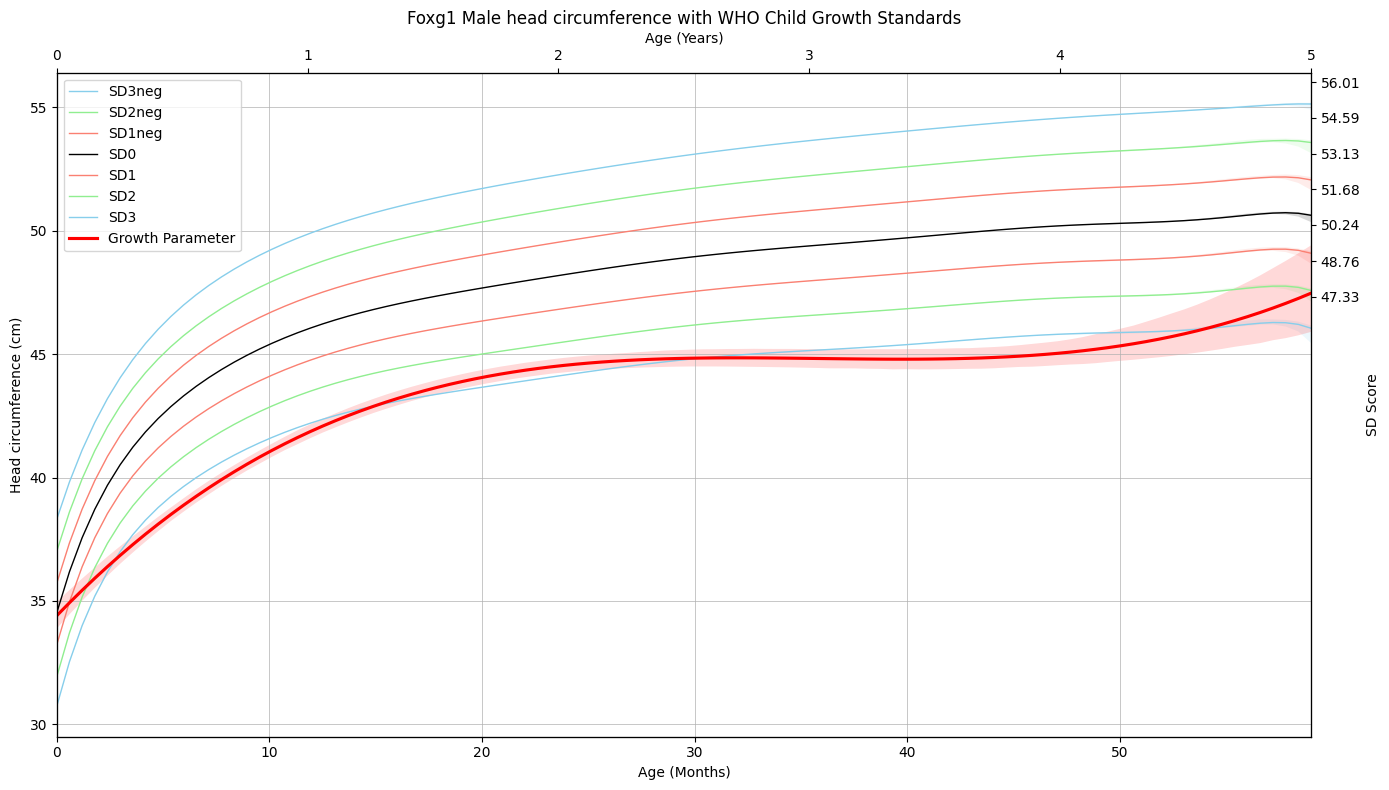 Foxg1 Male head circumference with WHO Child Growth Standards
Age (Years)
0 1 2 3 4 5
SD3neg
SD2neg
SD1neg
SD0
SD1
SD2
SD3
Growth Parameter
Head circumference (cm)
55
50
45
40
35
30
56.01
54.59
53.13
51.68
50.24
48.76
47.33
SD Score
0 10 20 30 40 50
Age (Months)